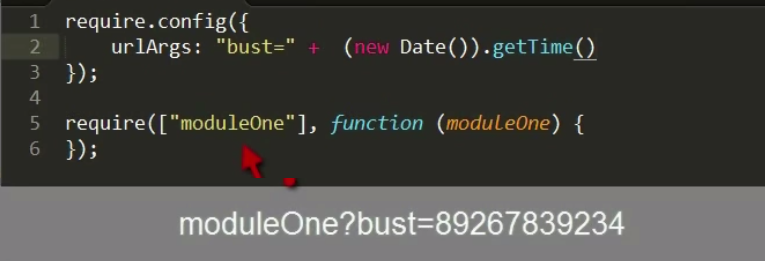 1 require.config({
2     urlArgs: "bust=" +  (new Date()).getTime()
3 });
4
5 require(["moduleOne"], function (moduleOne) {
6 });
moduleOne?bust=89267839234